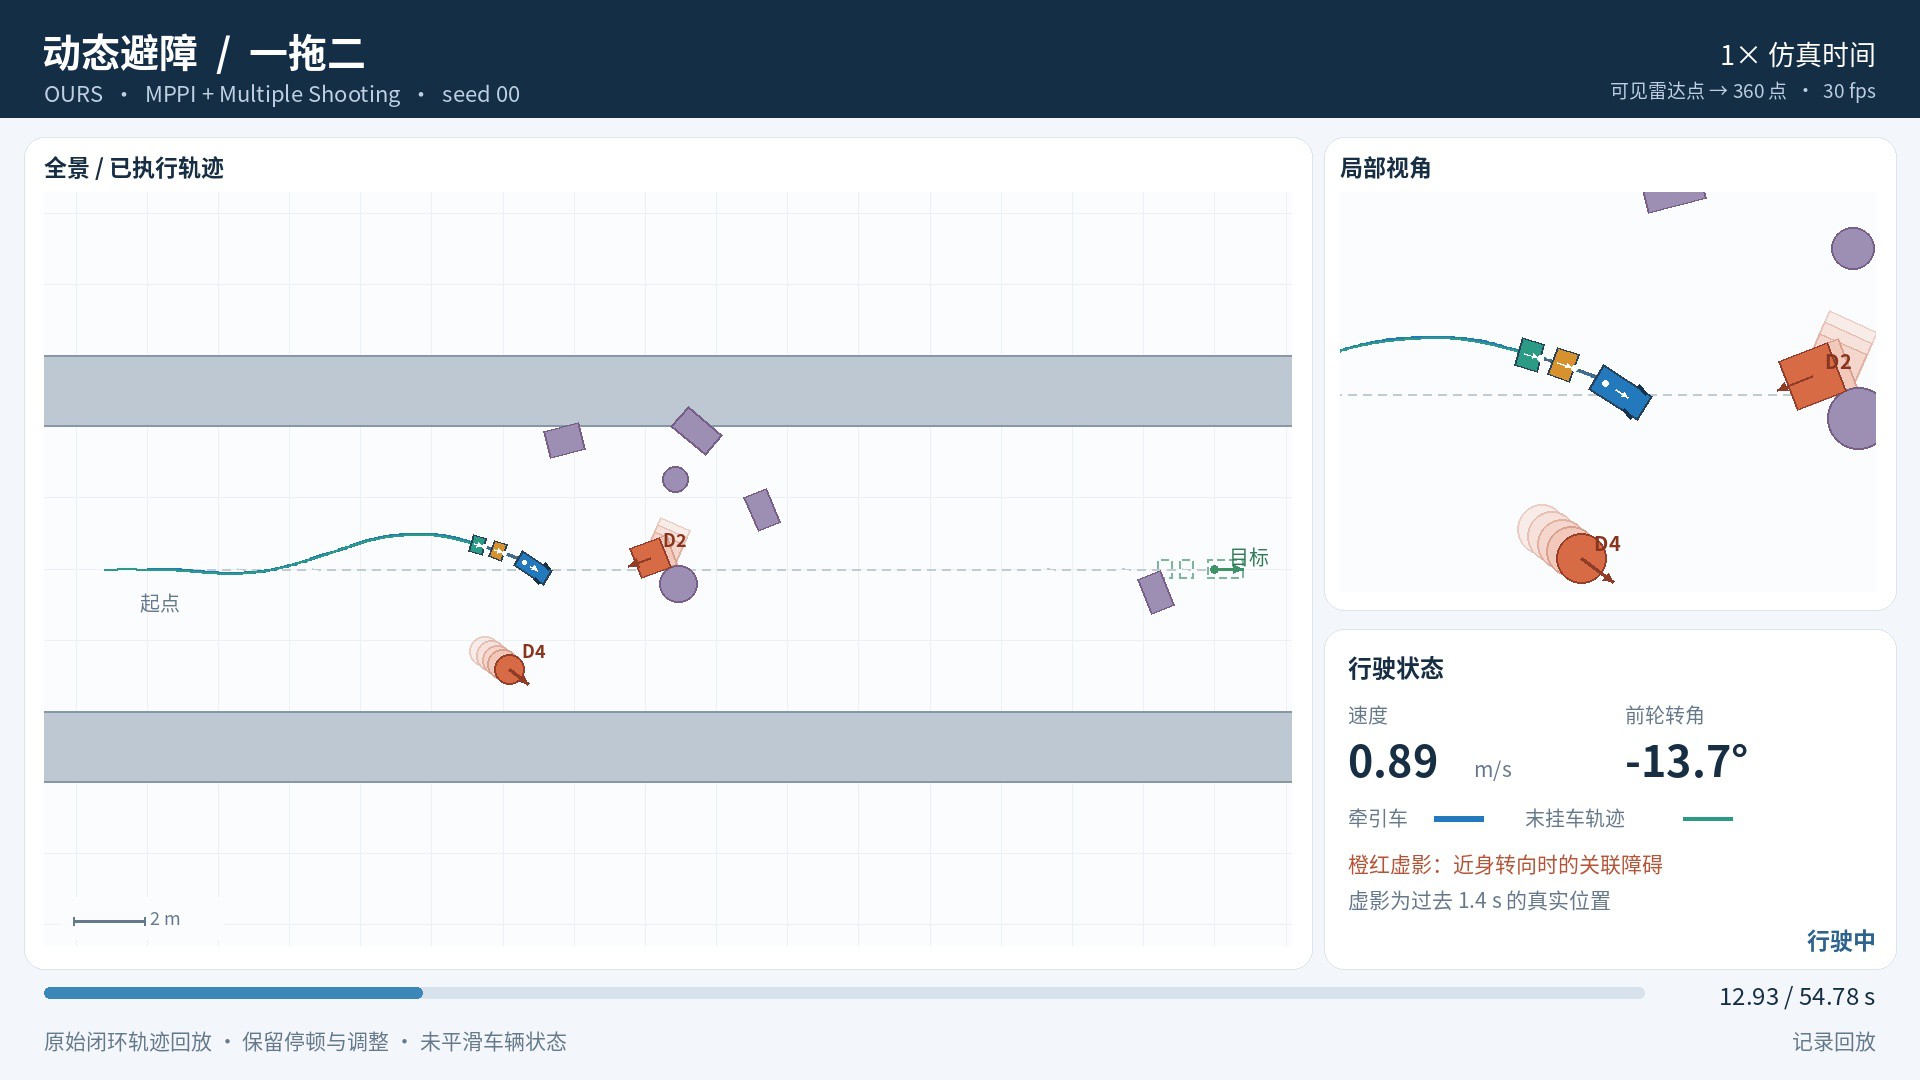 动态避障 / 一拖二
OURS • MPPI + Multiple Shooting • seed 00
1× 仿真时间
可见雷达点 → 360 点 • 30 fps
全景 / 已执行轨迹
D2
目标
起点
D4
2 m
局部视角
D2
D4
行驶状态
速度 前轮转角
0.89 m/s -13.7°
牵引车 末挂车轨迹
橙红虚影：近身转向时的关联障碍
虚影为过去 1.4 s 的真实位置
行驶中
12.93 / 54.78 s
原始闭环轨迹回放 • 保留停顿与调整 • 未平滑车辆状态
记录回放